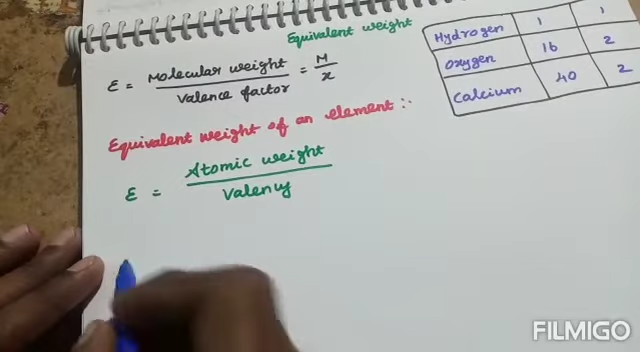 Equivalent weight
E = Molecular weight / Valence factor = M / x
Hydrogen 1 1
Oxygen 16 2
Calcium 40 2
Equivalent weight of an element :-
E = Atomic weight / Valency
FILMIGO